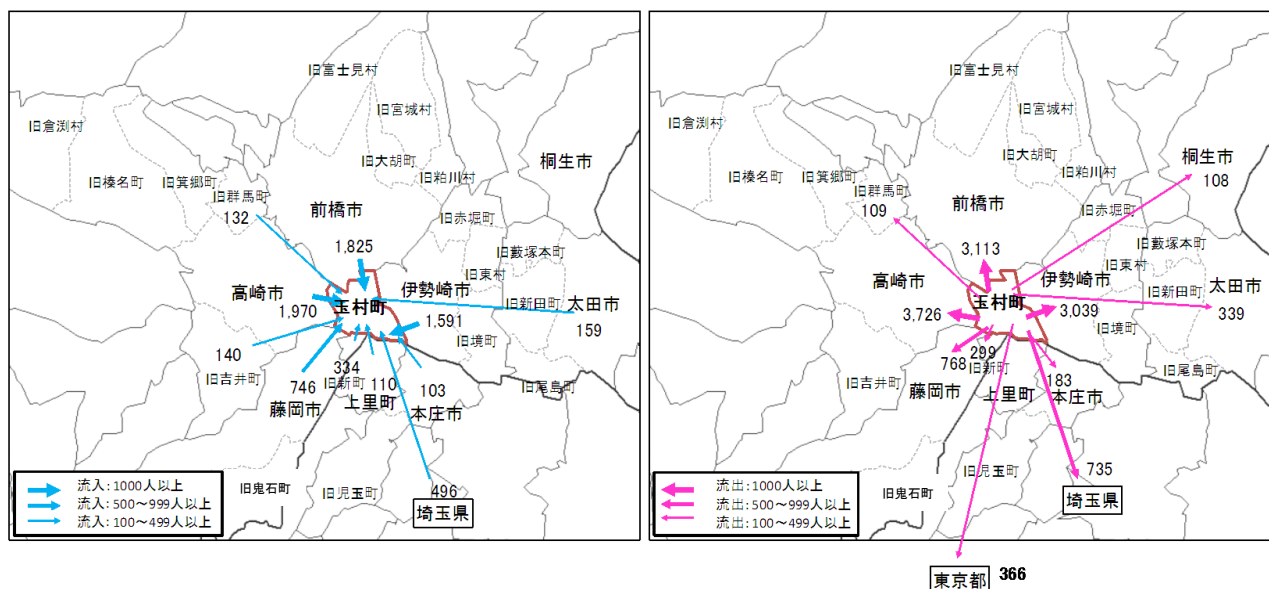 旧富士見村
旧宮城村
旧倉渕村
旧大胡町
桐生市
旧榛名町
旧箕郷町
旧粕川村
旧群馬町
132
前橋市
旧赤堀町
1,825
旧藪塚本町
旧東村
高崎市
伊勢崎市
玉村町
旧新田町
太田市
1,970
1,591
159
旧境町
140
334
旧吉井町
746
旧新町
110
103
旧尾島町
藤岡市
上里町
本庄市
旧鬼石町
旧児玉町
496
埼玉県
流入:1000人以上
流入:500～999人以上
流入:100～499人以上
旧富士見村
旧宮城村
旧倉渕村
旧大胡町
桐生市
108
旧榛名町
旧箕郷町
旧粕川村
旧群馬町
109
前橋市
旧赤堀町
3,113
旧藪塚本町
旧東村
高崎市
伊勢崎市
玉村町
旧新田町
太田市
3,726
3,039
339
旧境町
299
768
旧新町
旧吉井町
183
旧尾島町
藤岡市
上里町
本庄市
旧児玉町
735
旧鬼石町
埼玉県
流出:1000人以上
流出:500～999人以上
流出:100～499人以上
東京都 366